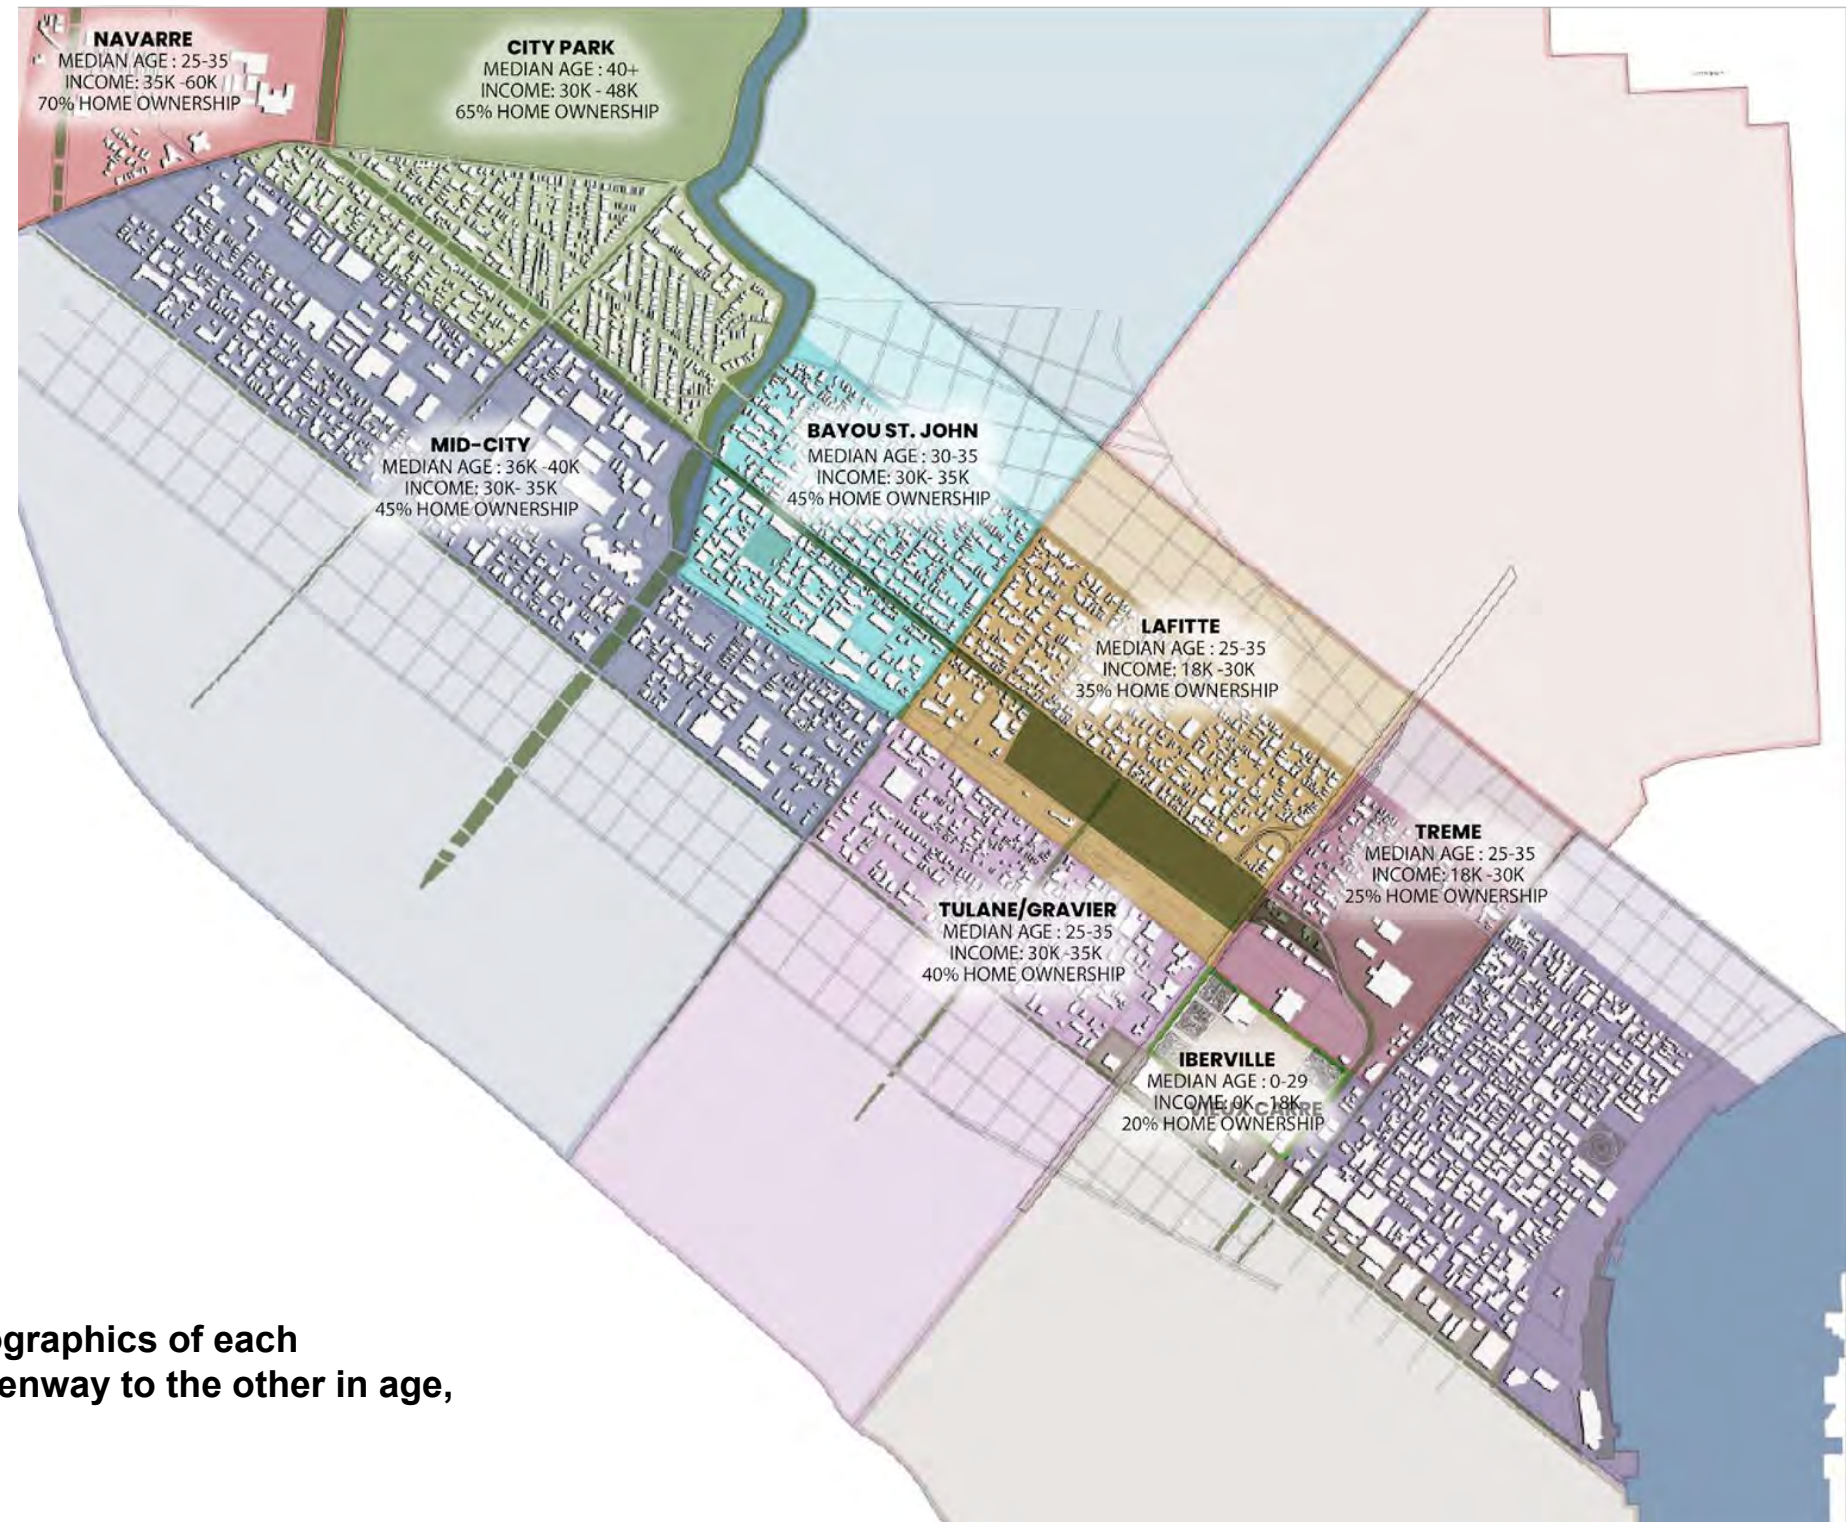 NAVARRE
MEDIAN AGE : 25-35
INCOME: 35K -60K
70% HOME OWNERSHIP
CITY PARK
MEDIAN AGE : 40+
INCOME: 30K - 48K
65% HOME OWNERSHIP
MID-CITY
MEDIAN AGE : 36K -40K
INCOME: 30K- 35K
45% HOME OWNERSHIP
BAYOU ST. JOHN
MEDIAN AGE : 30-35
INCOME: 30K- 35K
45% HOME OWNERSHIP
LAFITTE
MEDIAN AGE : 25-35
INCOME: 18K -30K
35% HOME OWNERSHIP
TREME
MEDIAN AGE : 25-35
INCOME: 18K -30K
25% HOME OWNERSHIP
TULANE/GRAVIER
MEDIAN AGE : 25-35
INCOME: 30K -35K
40% HOME OWNERSHIP
IBERVILLE
MEDIAN AGE : 0-29
INCOME: 0K - 18K
VIEUX CARRE
20% HOME OWNERSHIP
ographics of each
enway to the other in age,